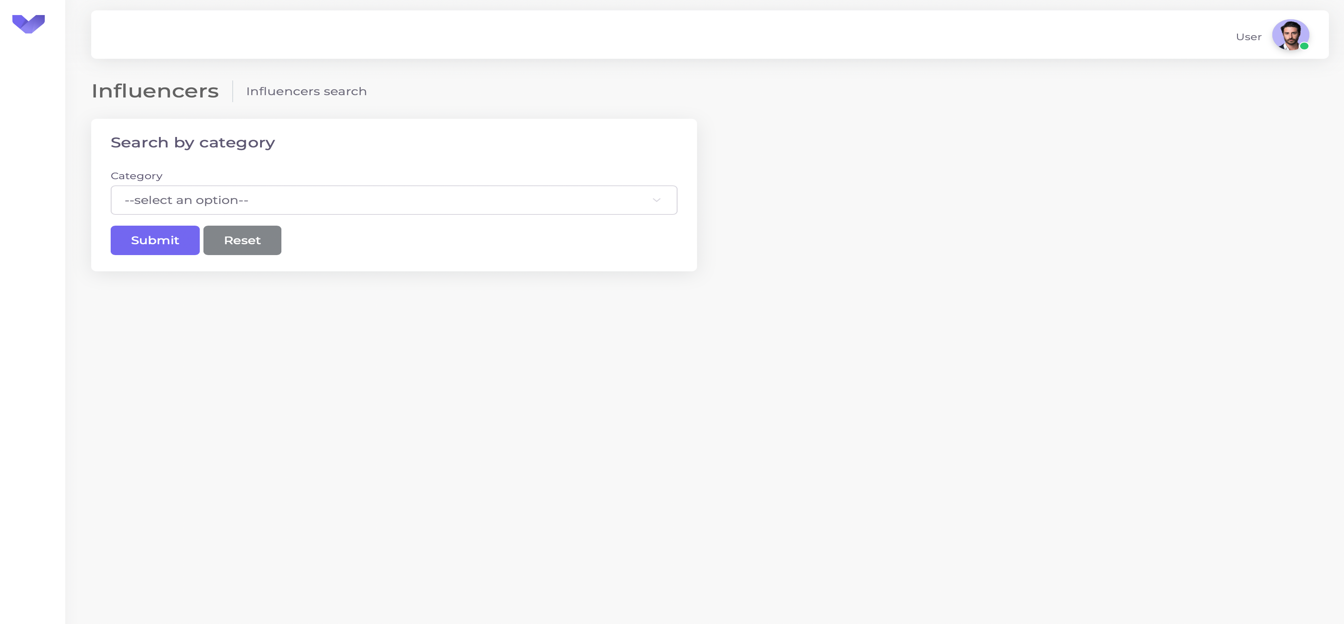 User
Influencers
Influencers search
Search by category
Category
--select an option--
Submit
Reset